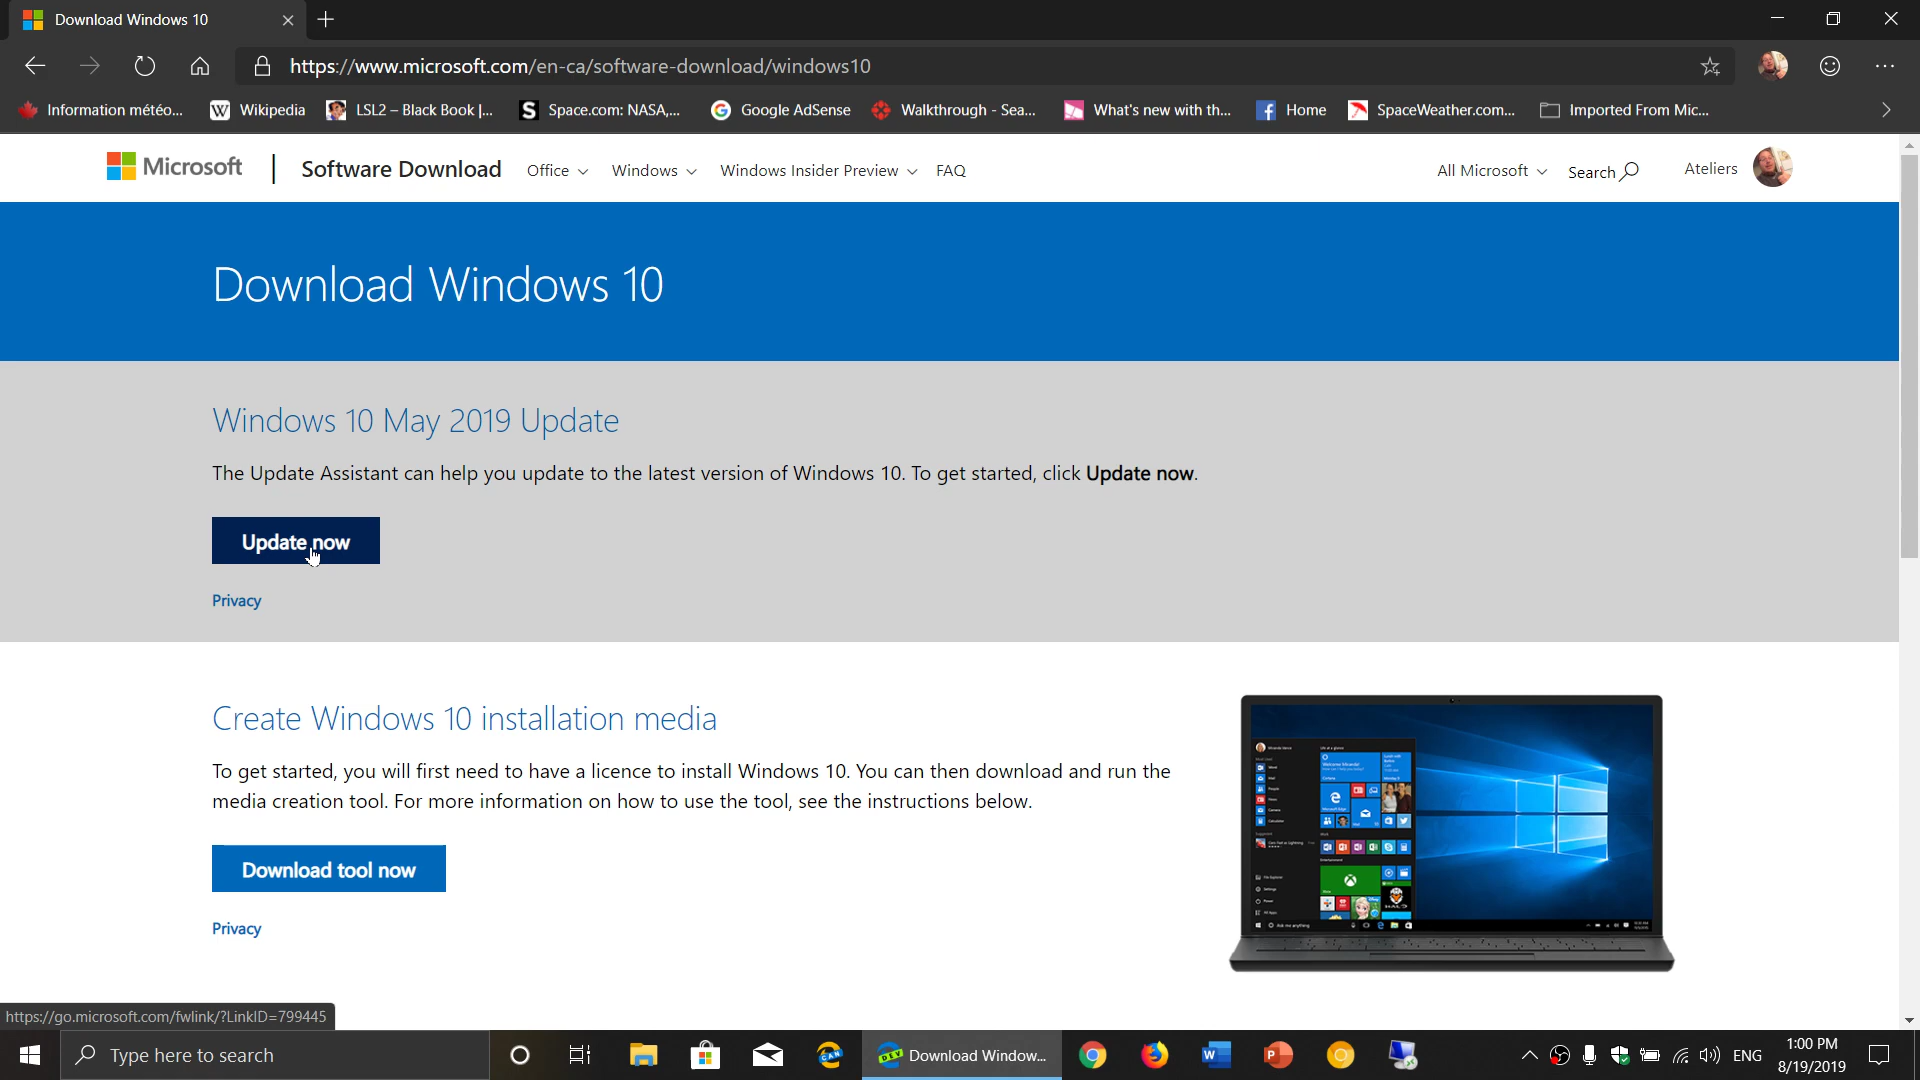 Download Windows 10
https://www.microsoft.com/en-ca/software-download/windows10
Information météo...
Wikipedia
LSL2 – Black Book |...
Space.com: NASA,...
Google AdSense
Walkthrough - Sea...
What's new with th...
Home
SpaceWeather.com...
Imported From Mic...
Microsoft
Software Download
Office
Windows
Windows Insider Preview
FAQ
All Microsoft
Search
Ateliers
Download Windows 10
Windows 10 May 2019 Update
The Update Assistant can help you update to the latest version of Windows 10. To get started, click Update now.
Update now
Privacy
Create Windows 10 installation media
To get started, you will first need to have a licence to install Windows 10. You can then download and run the
media creation tool. For more information on how to use the tool, see the instructions below.
Download tool now
Privacy
https://go.microsoft.com/fwlink/?LinkID=799445
Type here to search
CAN
DEV
Download Window...
ENG
1:00 PM
8/19/2019